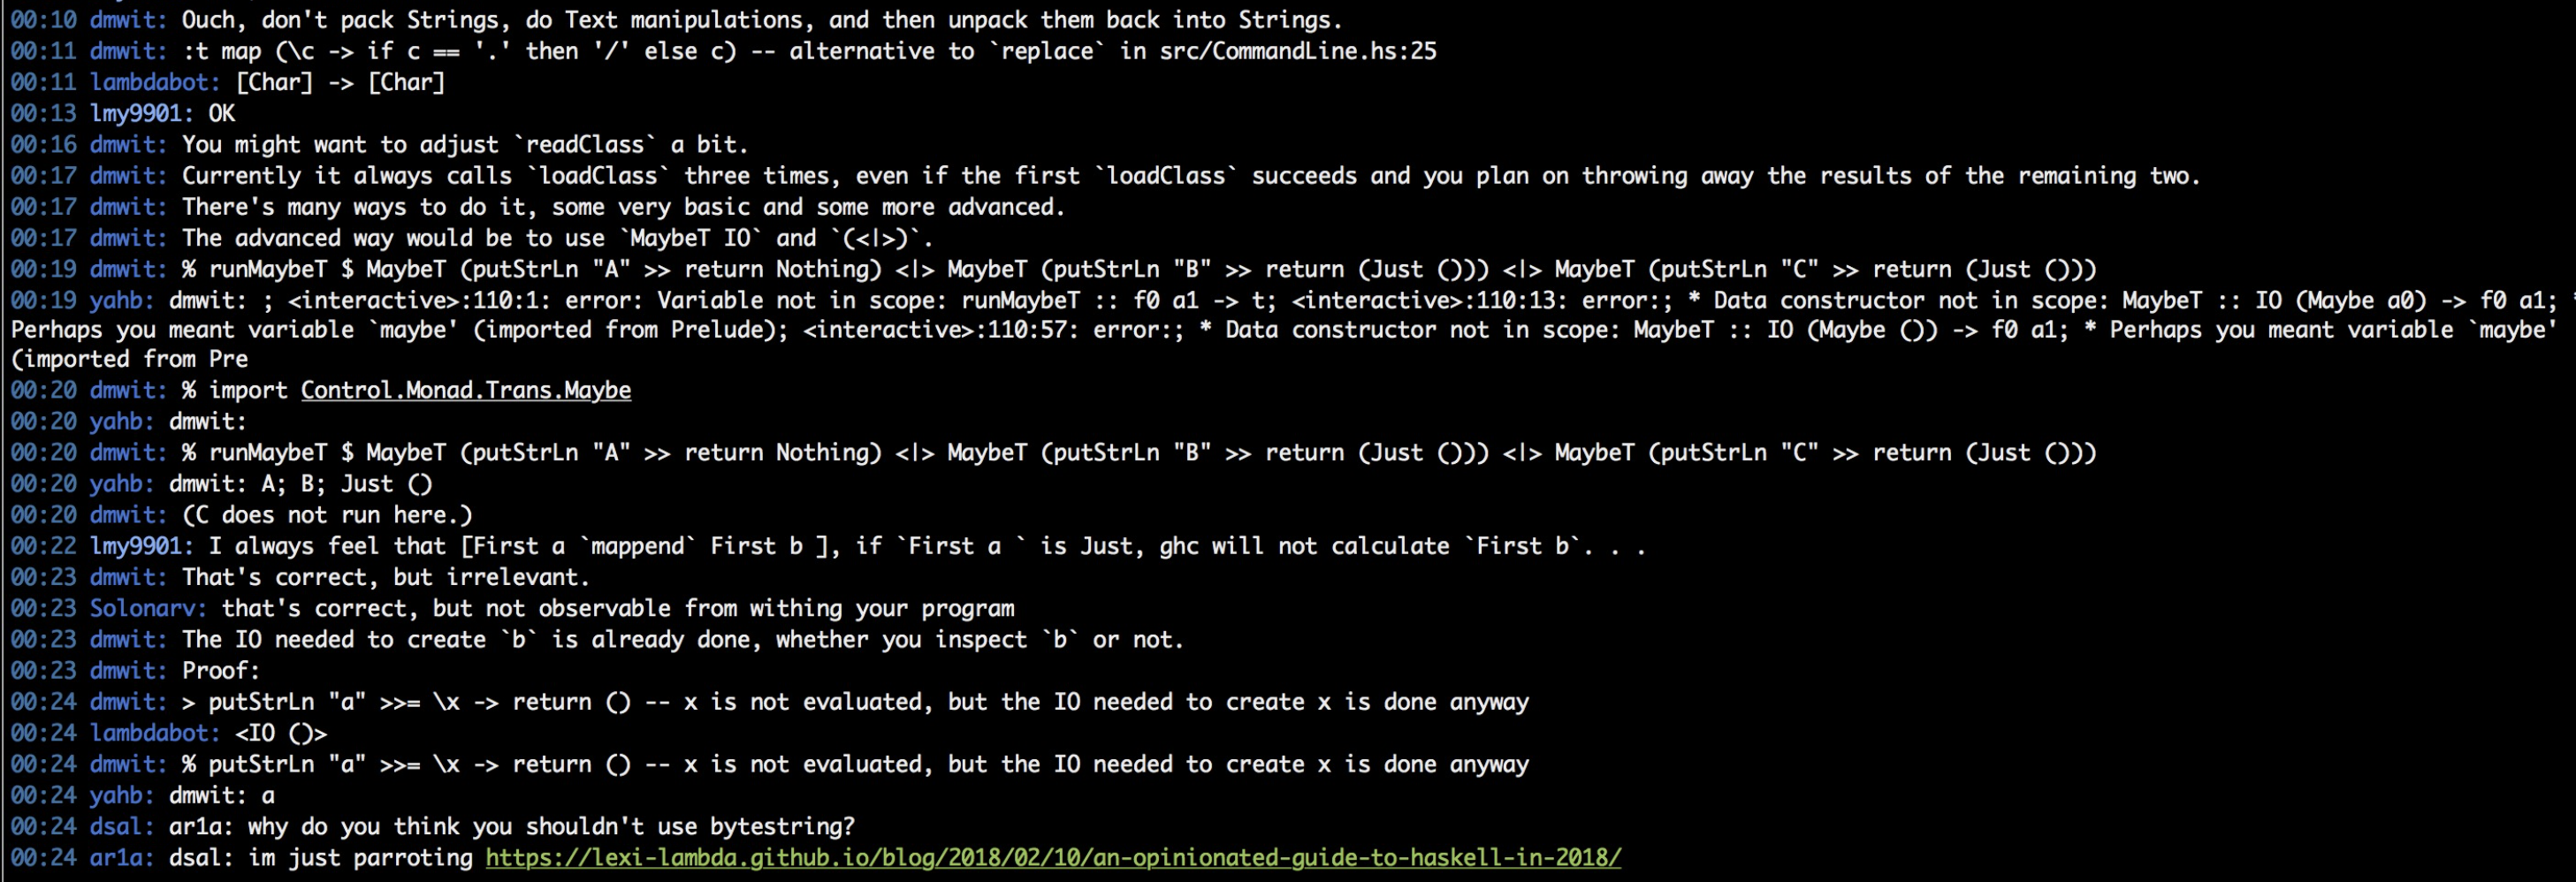 00:10 dmwit: Ouch, don't pack Strings, do Text manipulations, and then unpack them back into Strings.
00:11 dmwit: :t map (\c -> if c == '.' then '/' else c) -- alternative to `replace` in src/CommandLine.hs:25
00:11 lambdabot: [Char] -> [Char]
00:13 lmy9901: OK
00:16 dmwit: You might want to adjust `readClass` a bit.
00:17 dmwit: Currently it always calls `loadClass` three times, even if the first `loadClass` succeeds and you plan on throwing away the results of the remaining two.
00:17 dmwit: There's many ways to do it, some very basic and some more advanced.
00:17 dmwit: The advanced way would be to use `MaybeT IO` and `(<|>)`.
00:19 dmwit: % runMaybeT $ MaybeT (putStrLn "A" >> return Nothing) <|> MaybeT (putStrLn "B" >> return (Just ())) <|> MaybeT (putStrLn "C" >> return (Just ()))
00:19 yahb: dmwit: ; <interactive>:110:1: error: Variable not in scope: runMaybeT :: f0 a1 -> t; <interactive>:110:13: error:; * Data constructor not in scope: MaybeT :: IO (Maybe a0) -> f0 a1; *
Perhaps you meant variable `maybe' (imported from Prelude); <interactive>:110:57: error:; * Data constructor not in scope: MaybeT :: IO (Maybe ()) -> f0 a1; * Perhaps you meant variable `maybe'
(imported from Pre
00:20 dmwit: % import Control.Monad.Trans.Maybe
00:20 yahb: dmwit:
00:20 dmwit: % runMaybeT $ MaybeT (putStrLn "A" >> return Nothing) <|> MaybeT (putStrLn "B" >> return (Just ())) <|> MaybeT (putStrLn "C" >> return (Just ()))
00:20 yahb: dmwit: A; B; Just ()
00:20 dmwit: (C does not run here.)
00:22 lmy9901: I always feel that [First a `mappend` First b ], if `First a ` is Just, ghc will not calculate `First b`. . .
00:23 dmwit: That's correct, but irrelevant.
00:23 Solonarv: that's correct, but not observable from withing your program
00:23 dmwit: The IO needed to create `b` is already done, whether you inspect `b` or not.
00:23 dmwit: Proof:
00:24 dmwit: > putStrLn "a" >>= \x -> return () -- x is not evaluated, but the IO needed to create x is done anyway
00:24 lambdabot: <IO ()>
00:24 dmwit: % putStrLn "a" >>= \x -> return () -- x is not evaluated, but the IO needed to create x is done anyway
00:24 yahb: dmwit: a
00:24 dsal: ar1a: why do you think you shouldn't use bytestring?
00:24 ar1a: dsal: im just parroting https://lexi-lambda.github.io/blog/2018/02/10/an-opinionated-guide-to-haskell-in-2018/